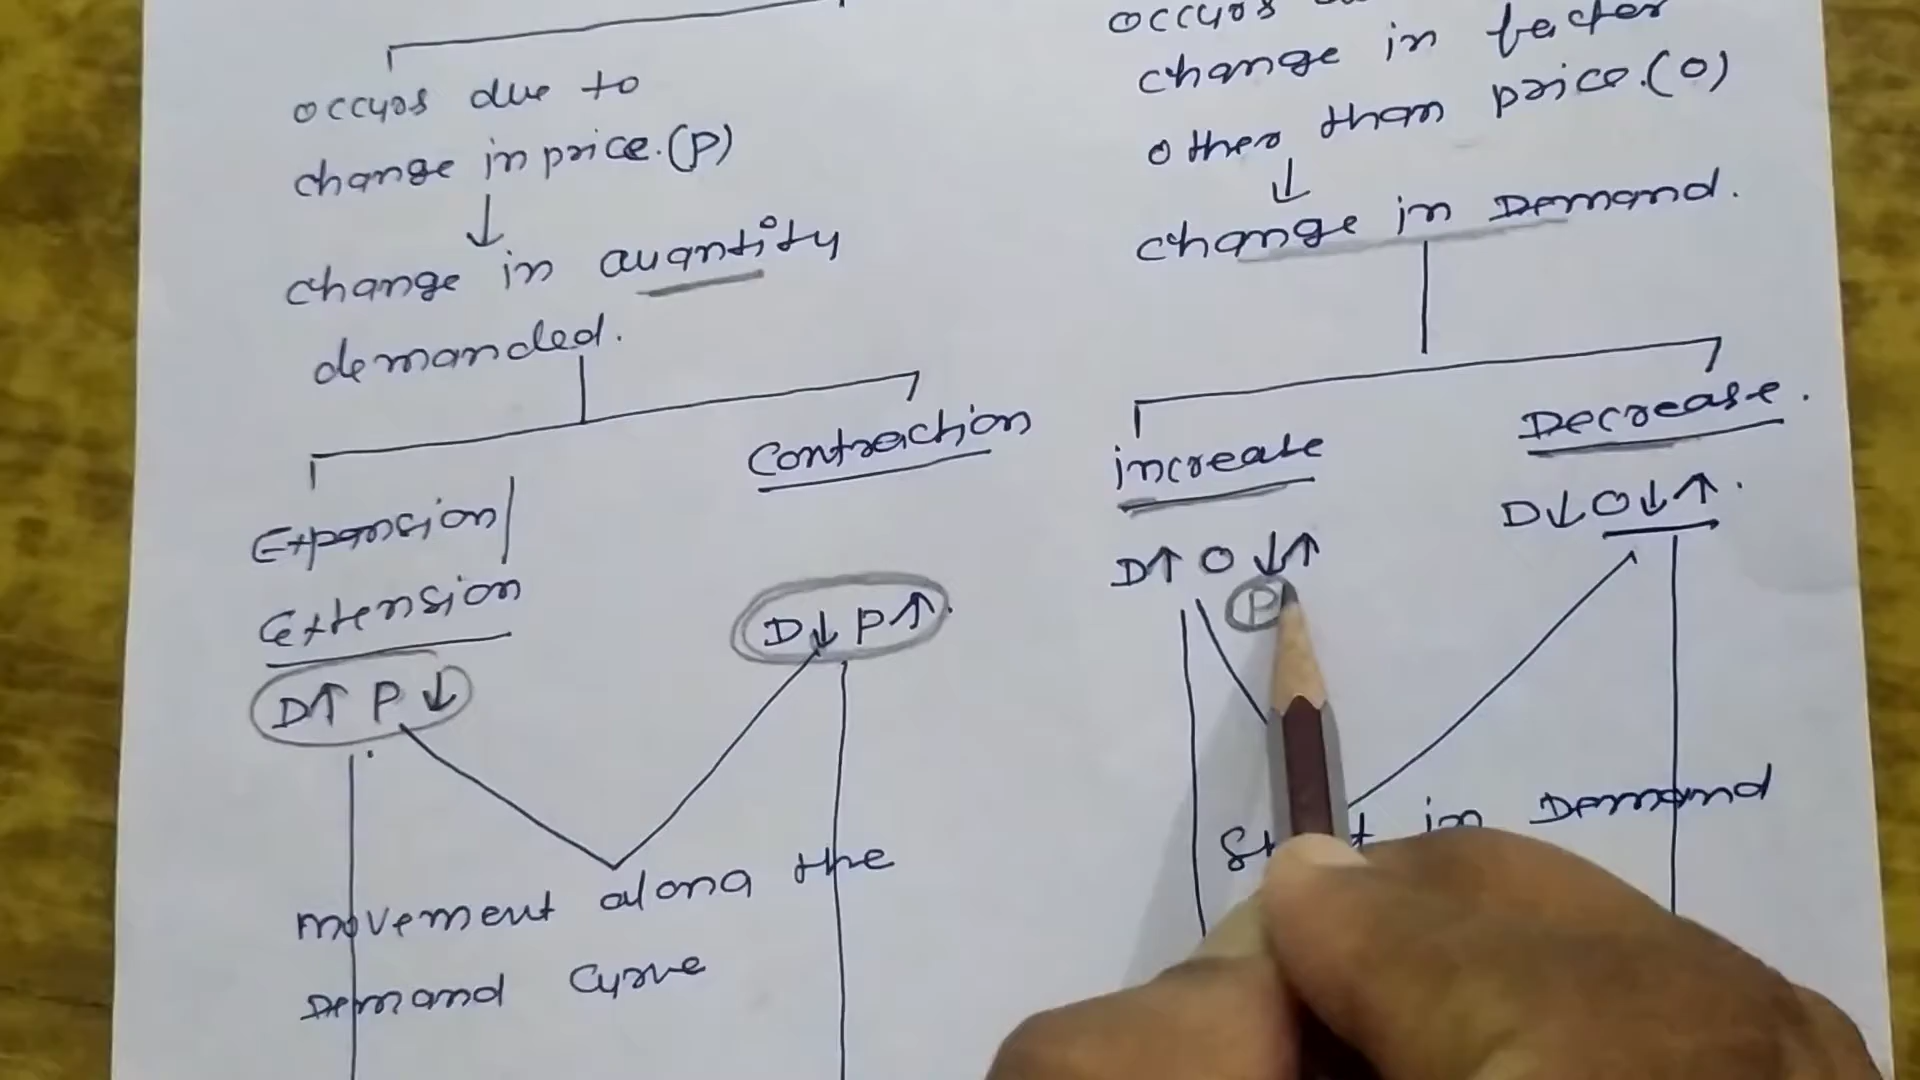 occurs due to
change in price.(P)
↓
change in quantity
demanded.
Expansion/
Extension
D↑ P↓
Contraction
D↓ P↑.
movement along the
Demand Curve
occurs
change in factor
other than price.(O)
↓
change in Demand.
increase
D↑ O ↓↑
P
Decrease.
D↓ O↓↑.
in Demand